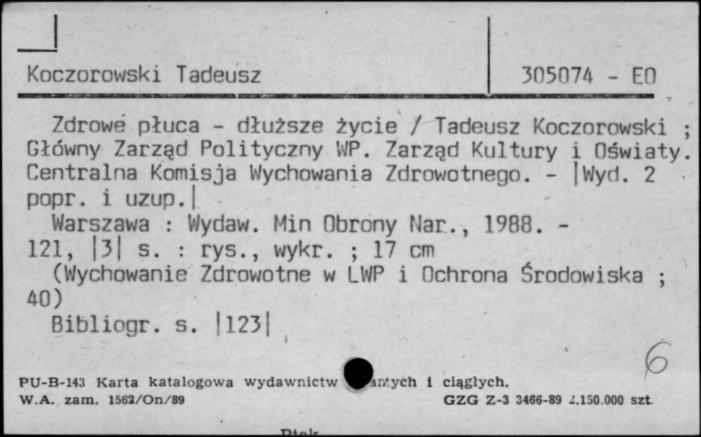 Koczorowski Tadeusz 305074 - EO
Zdrowe płuca - dłuższe życie / Tadeusz Koczorowski ;
Główny Zarząd Polityczny WP. Zarząd Kultury i Oświaty.
Centralna Komisja Wychowania Zdrowotnego. - |Wyd. 2
popr. i uzup.|
Warszawa : Wydaw. Min Obrony Nar., 1988. -
121, |3| s. : rys., wykr. ; 17 cm
(Wychowanie Zdrowotne w LWP i Ochrona Środowiska ;
40)
Bibliogr. s. |123|
6
PU-B-143 Karta katalogowa wydawnictw i ciągłych.
W.A. zam. 1562/On/89 GZG Z-3 3466-89 2.150.000 szt.